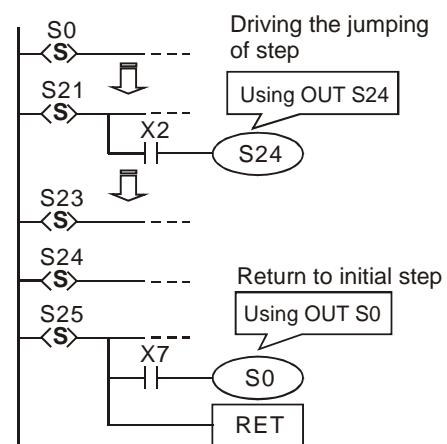 Driving the jumping
of step
S0
S
S21
S
Using OUT S24
X2
S24
S23
S
S24
S
Return to initial step
S25
S
Using OUT S0
X7
S0
RET